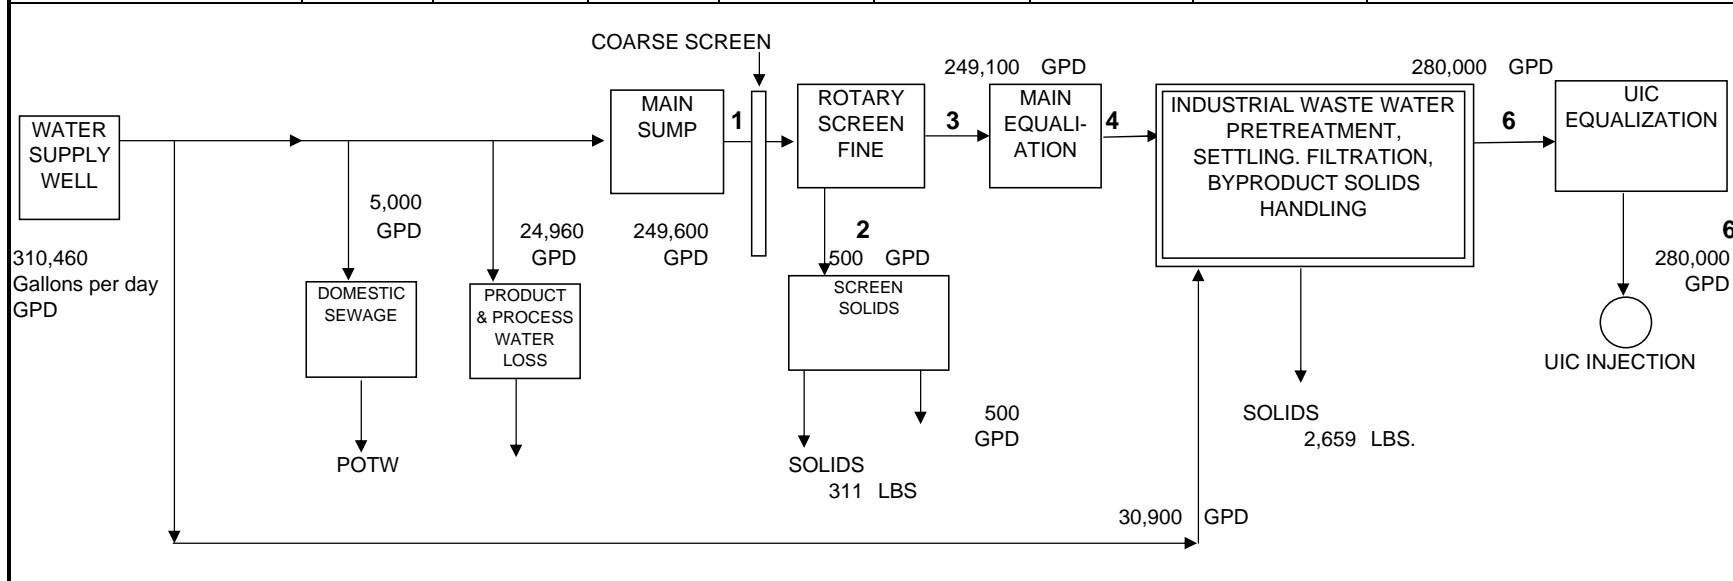 COARSE SCREEN
WATER
SUPPLY
WELL
310,460
Gallons per day
GPD
5,000
GPD
DOMESTIC
SEWAGE
POTW
24,960
GPD
PRODUCT
& PROCESS
WATER
LOSS
MAIN
SUMP
249,600
GPD
1
ROTARY
SCREEN
FINE
2
500 GPD
SCREEN
SOLIDS
SOLIDS
311 LBS
500
GPD
3
249,100 GPD
MAIN
EQUALI-
ATION
4
INDUSTRIAL WASTE WATER
PRETREATMENT,
SETTLING. FILTRATION,
BYPRODUCT SOLIDS
HANDLING
SOLIDS
2,659 LBS.
30,900 GPD
280,000 GPD
6
UIC
EQUALIZATION
6
280,000
GPD
UIC INJECTION